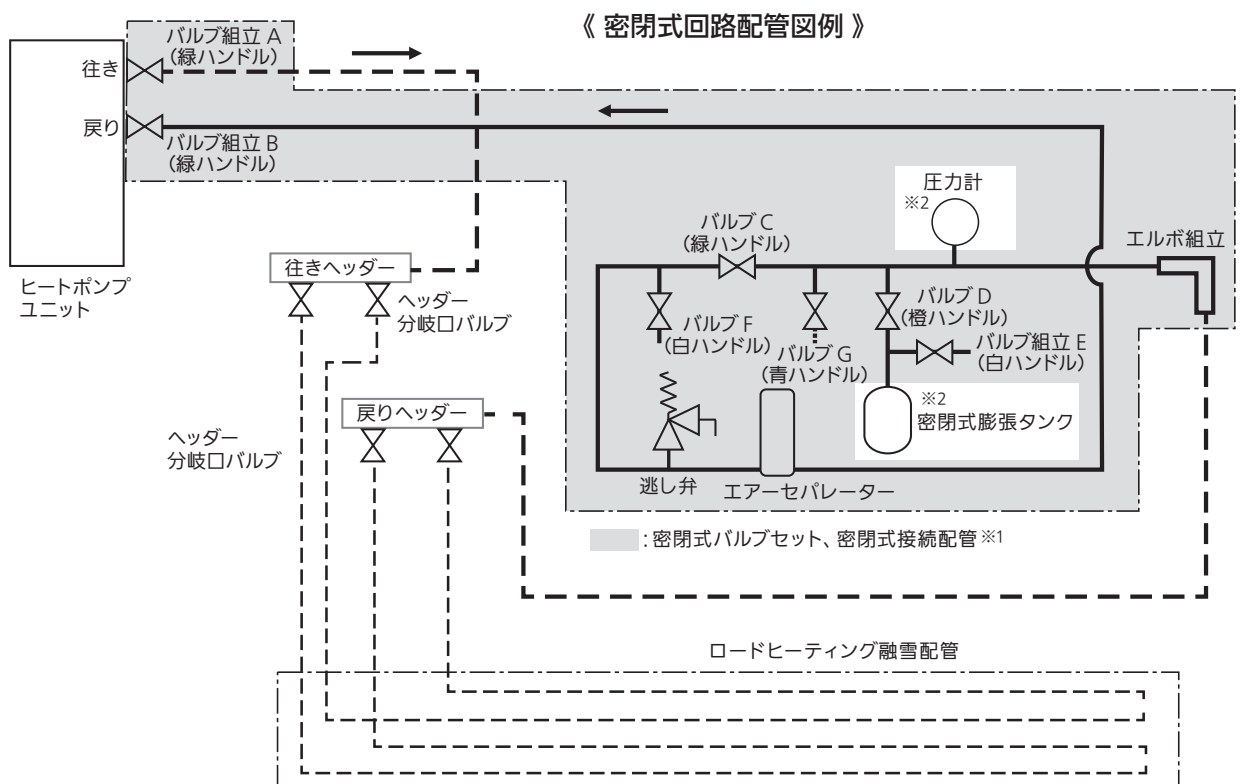 《 密閉式回路配管図例 》
バルブ組立 A
(緑ハンドル)
往き
戻り
バルブ組立 B
(緑ハンドル)
圧力計
※2
バルブ C
(緑ハンドル)
エルボ組立
往きヘッダー
ヒートポンプ
ユニット
ヘッダー
分岐口バルブ
バルブ D
(橙ハンドル)
バルブ F
(白ハンドル)
バルブ G
(青ハンドル)
バルブ組立 E
(白ハンドル)
※2
密閉式膨張タンク
戻りヘッダー
ヘッダー
分岐口バルブ
逃し弁
エアーセパレーター
:密閉式バルブセット、密閉式接続配管※1
ロードヒーティング融雪配管